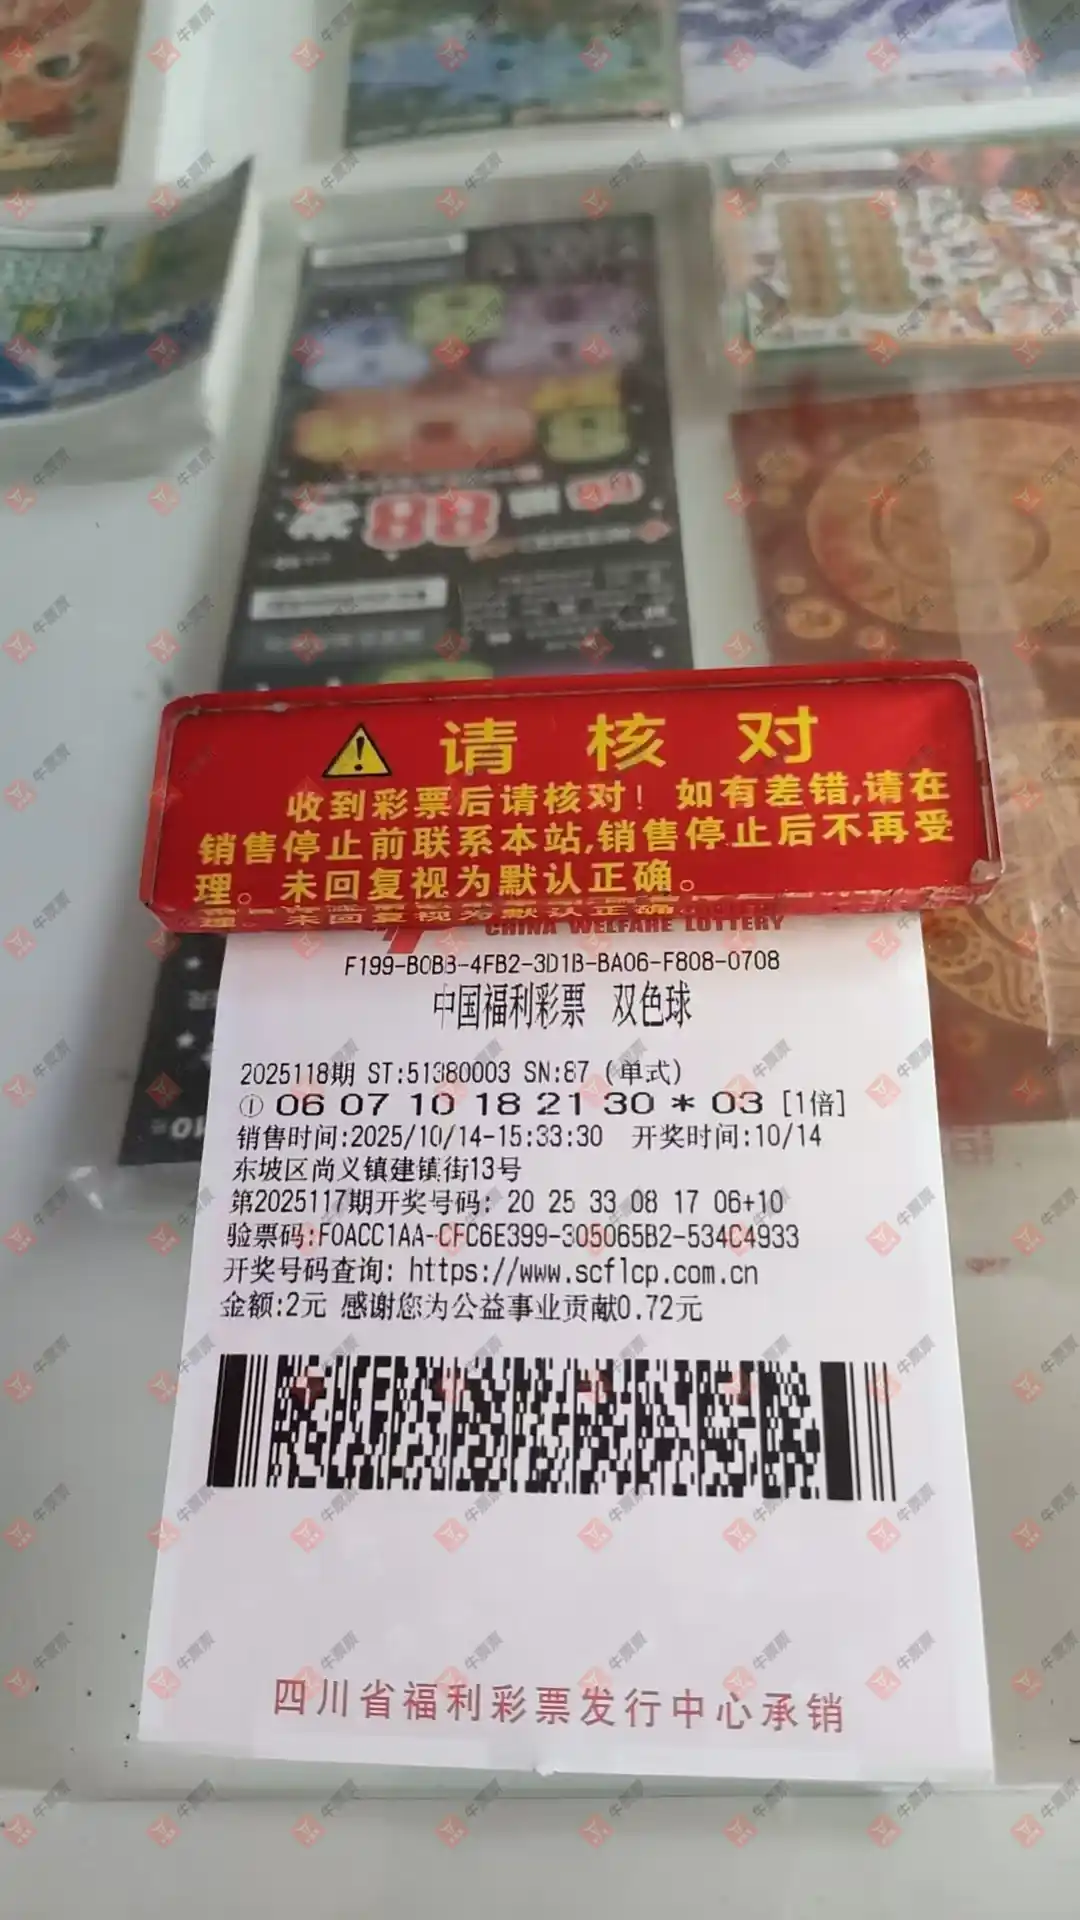 88
请核对
收到彩票后请核对！如有差错,请在
销售停止前联系本站,销售停止后不再受
理。未回复视为默认正确。
CHINA WELFARE LOTTERY
F199-B0BB-4FB2-3D1B-BA06-F808-0708
中国福利彩票 双色球
2025118期 ST:51380003 SN:87 (单式)
① 06 07 10 18 21 30 * 03 [1倍]
销售时间:2025/10/14-15:33:30 开奖时间:10/14
东坡区尚义镇建镇街13号
第2025117期开奖号码: 20 25 33 08 17 06+10
验票码:F0ACC1AA-CFC6E399-305065B2-534C4933
开奖号码查询: https://www.scflcp.com.cn
金额:2元 感谢您为公益事业贡献0.72元
四川省福利彩票发行中心承销
牛票票